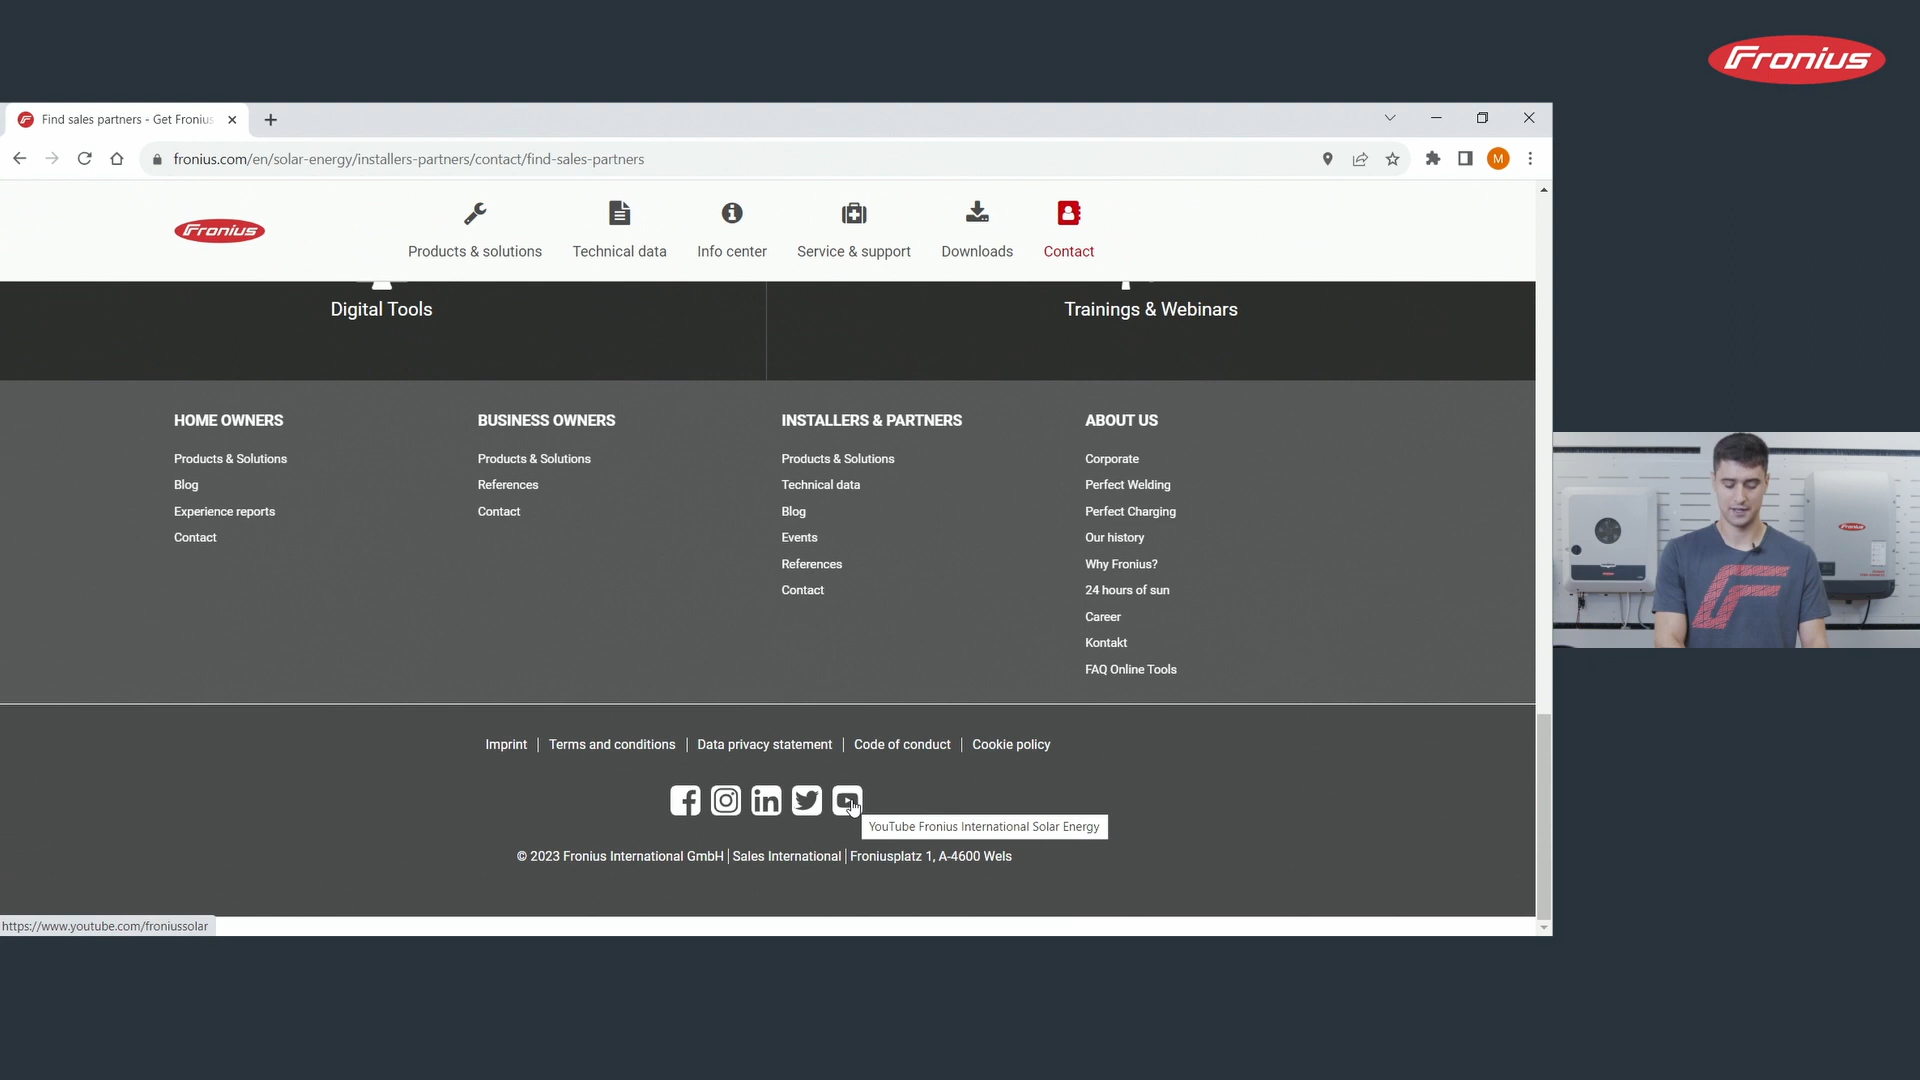 Fronius
Find sales partners - Get Fronius
fronius.com/en/solar-energy/installers-partners/contact/find-sales-partners
M
Fronius
Products & solutions
Technical data
Info center
Service & support
Downloads
Contact
Digital Tools
Trainings & Webinars
HOME OWNERS
Products & Solutions
Blog
Experience reports
Contact
BUSINESS OWNERS
Products & Solutions
References
Contact
INSTALLERS & PARTNERS
Products & Solutions
Technical data
Blog
Events
References
Contact
ABOUT US
Corporate
Perfect Welding
Perfect Charging
Our history
Why Fronius?
24 hours of sun
Career
Kontakt
FAQ Online Tools
Fronius
Imprint | Terms and conditions | Data privacy statement | Code of conduct | Cookie policy
YouTube Fronius International Solar Energy
© 2023 Fronius International GmbH | Sales International | Froniusplatz 1, A-4600 Wels
https://www.youtube.com/froniussolar